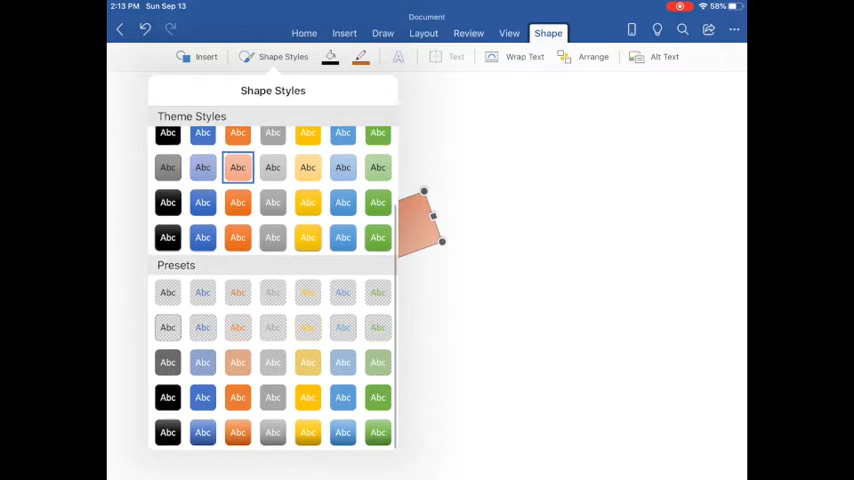 2:13 PM Sun Sep 13
58%
Document
Home Insert Draw Layout Review View Shape
Insert Shape Styles A Text Wrap Text Arrange Alt Text
Shape Styles
Theme Styles
Abc Abc Abc Abc Abc Abc Abc
Abc Abc Abc Abc Abc Abc Abc
Abc Abc Abc Abc Abc Abc Abc
Abc Abc Abc Abc Abc Abc Abc
Presets
Abc Abc Abc Abc Abc Abc Abc
Abc Abc Abc Abc Abc Abc Abc
Abc Abc Abc Abc Abc Abc Abc
Abc Abc Abc Abc Abc Abc Abc
Abc Abc Abc Abc Abc Abc Abc